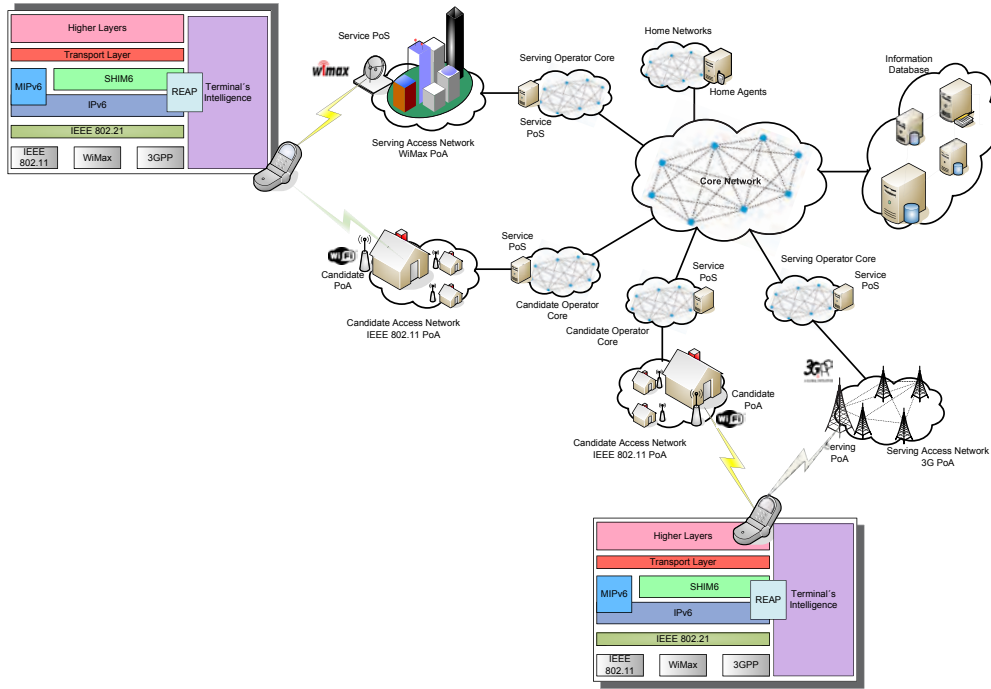 Higher Layers
Transport Layer
MIPv6
SHIM6
REAP
IPv6
Terminal´s
Intelligence
IEEE 802.21
IEEE
802.11
WiMax
3GPP
Service PoS
wimax
Serving Access Network
WiMax PoA
Serving Operator Core
Service
PoS
Home Networks
Home Agents
Information
Database
Core Network
WiFi
Candidate
PoA
Candidate Access Network
IEEE 802.11 PoA
Service
PoS
Candidate Operator
Core
Service
PoS
Candidate Operator
Core
Serving Operator Core
Service
PoS
Candidate
PoA
WiFi
Candidate Access Network
IEEE 802.11 PoA
3GPP
Serving
PoA
Serving Access Network
3G PoA
Higher Layers
Transport Layer
MIPv6
SHIM6
REAP
IPv6
Terminal´s
Intelligence
IEEE 802.21
IEEE
802.11
WiMax
3GPP